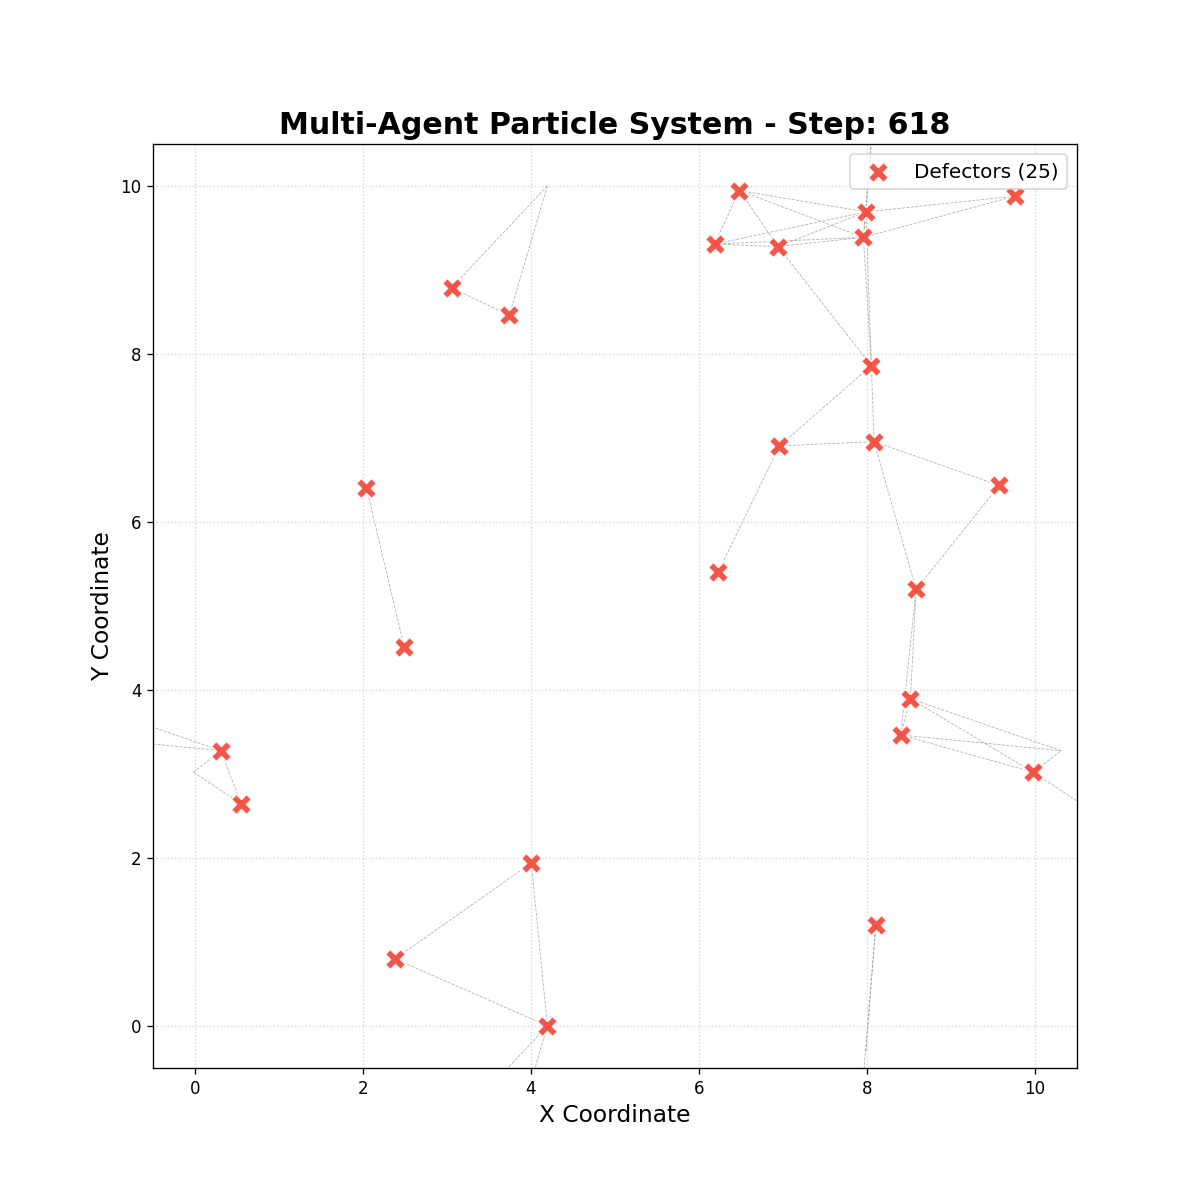 Multi-Agent Particle System - Step: 618
Defectors (25)
10
8
6
4
2
0
Y Coordinate
0 2 4 6 8 10
X Coordinate